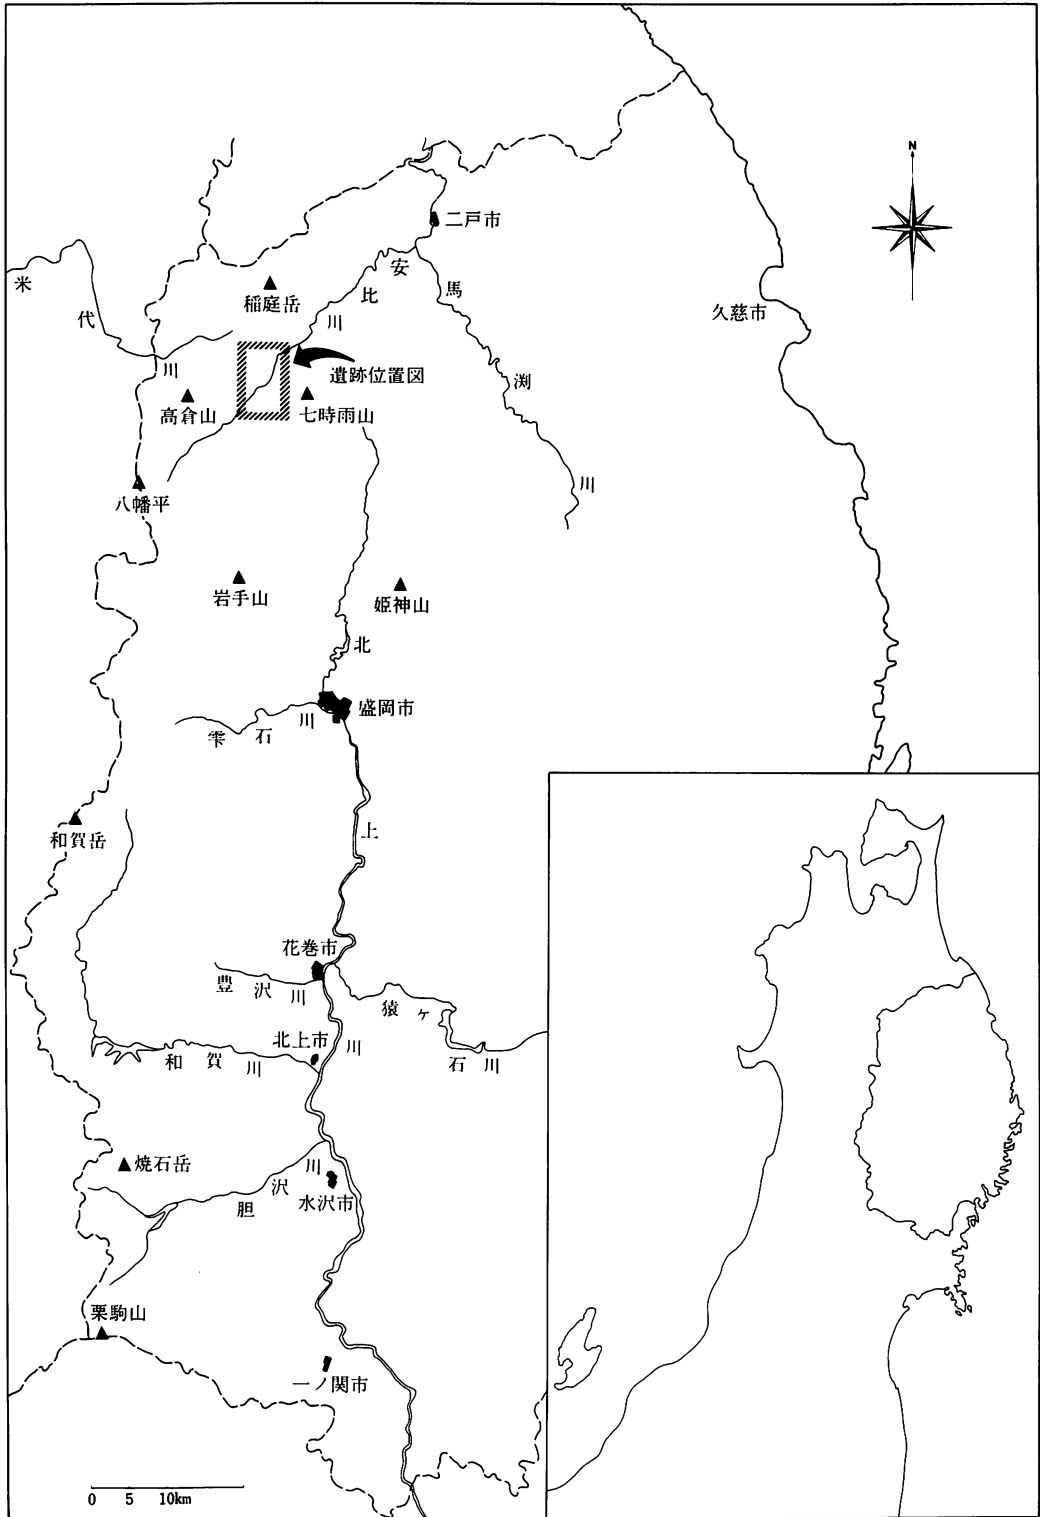 N
二戸市
米代川
稲庭岳
安比川
馬渕川
久慈市
遺跡位置図
高倉山
七時雨山
八幡平
岩手山
姫神山
北上川
盛岡市
雫石川
和賀岳
花巻市
豊沢川
猿ヶ石川
北上市
和賀川
焼石岳
胆沢川
水沢市
栗駒山
一ノ関市
0 5 10km